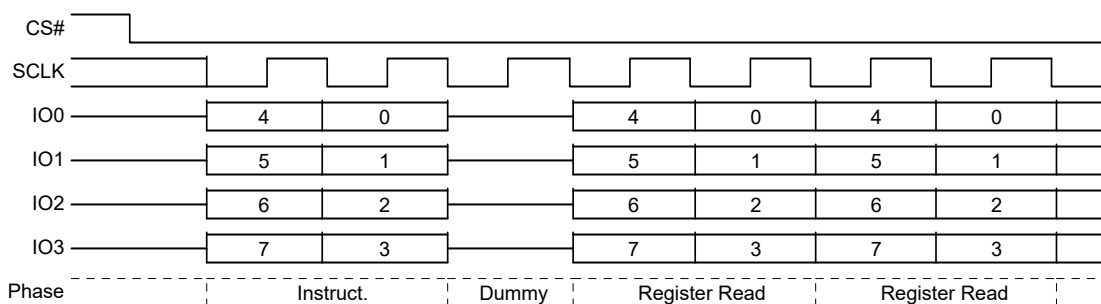 CS#
SCLK
IO0 4 0 4 0 4 0
IO1 5 1 5 1 5 1
IO2 6 2 6 2 6 2
IO3 7 3 7 3 7 3
Phase Instruct. Dummy Register Read Register Read